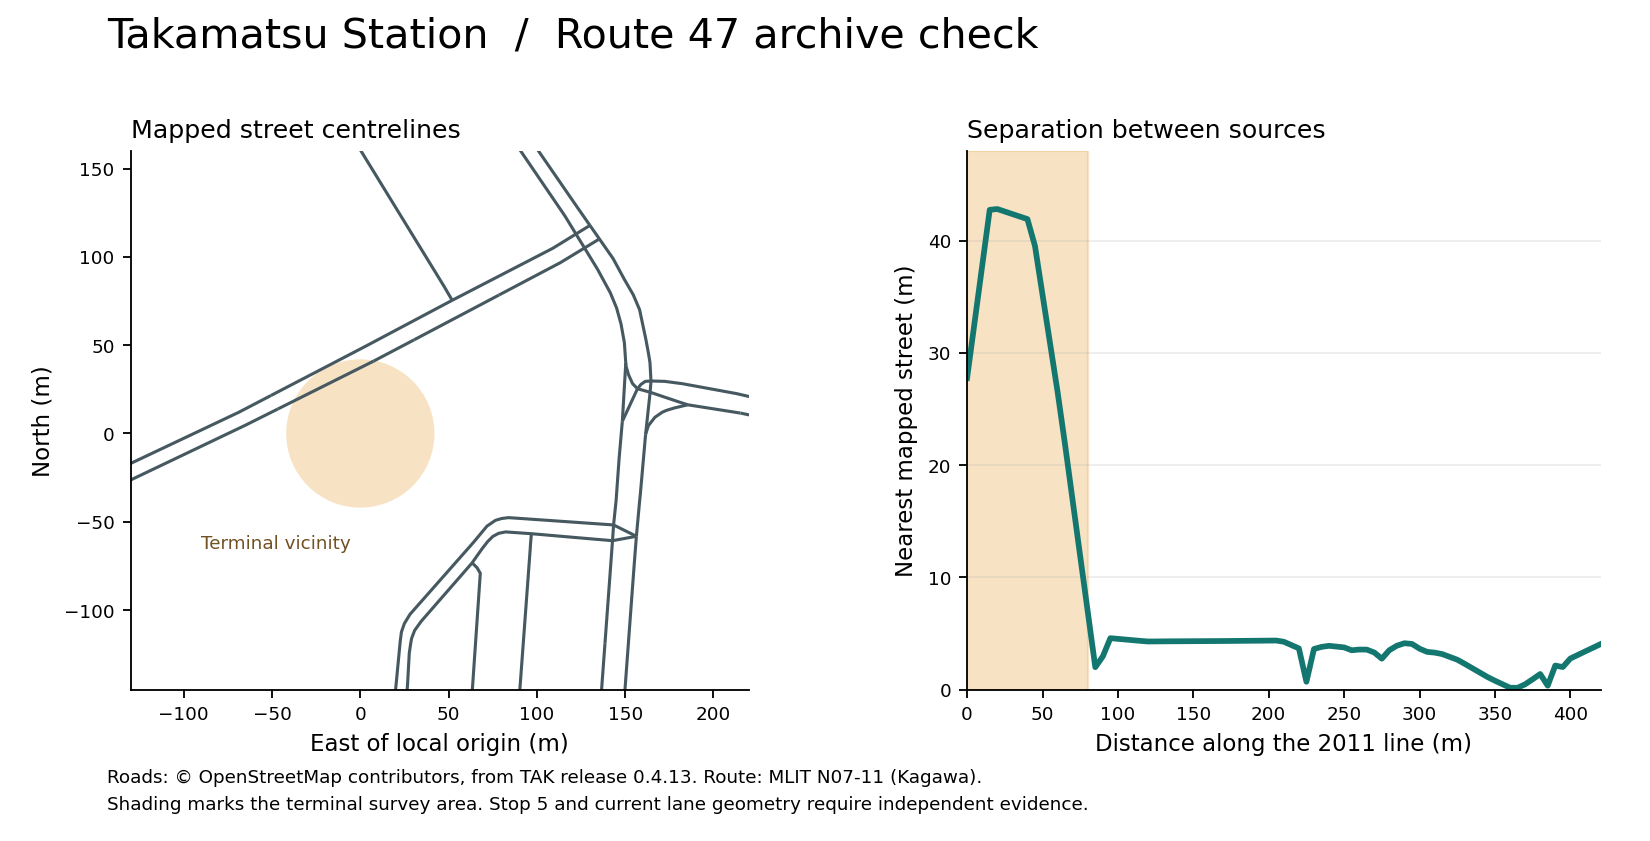 Takamatsu Station / Route 47 archive check
Mapped street centrelines
150
100
50
0
−50
−100
North (m)
Terminal vicinity
−100 −50 0 50 100 150 200
East of local origin (m)
Separation between sources
40
30
20
10
0
Nearest mapped street (m)
0 50 100 150 200 250 300 350 400
Distance along the 2011 line (m)
Roads: © OpenStreetMap contributors, from TAK release 0.4.13. Route: MLIT N07-11 (Kagawa).
Shading marks the terminal survey area. Stop 5 and current lane geometry require independent evidence.